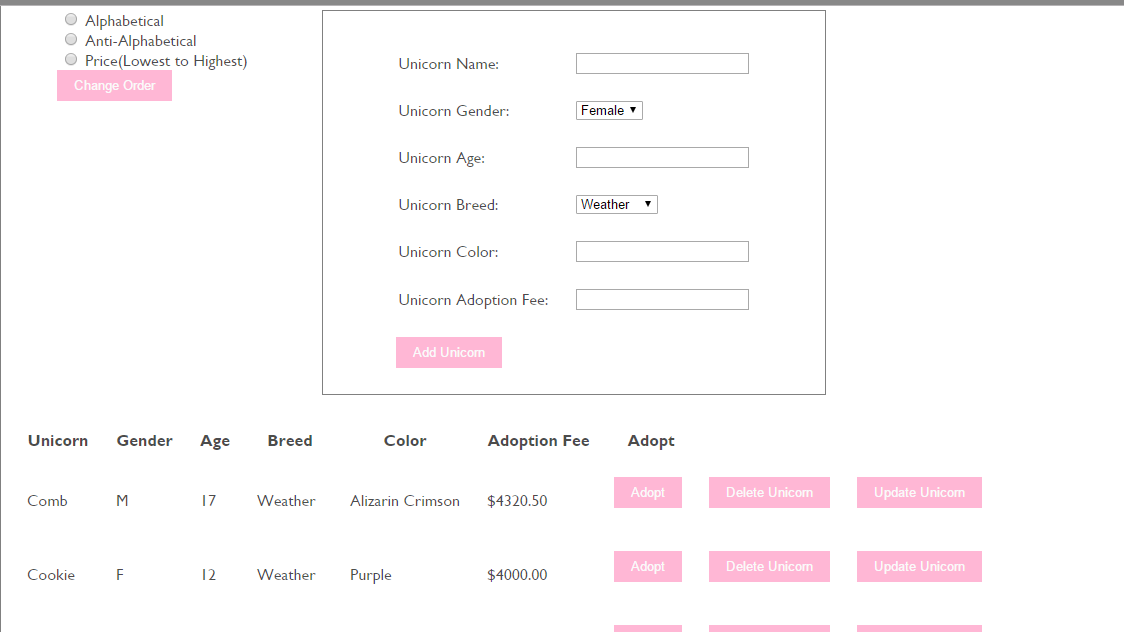 Alphabetical
Anti-Alphabetical
Price(Lowest to Highest)
Change Order
Unicorn Name:
Unicorn Gender: Female
Unicorn Age:
Unicorn Breed: Weather
Unicorn Color:
Unicorn Adoption Fee:
Add Unicorn
Unicorn Gender Age Breed Color Adoption Fee Adopt
Comb M 17 Weather Alizarin Crimson $4320.50 Adopt Delete Unicorn Update Unicorn
Cookie F 12 Weather Purple $4000.00 Adopt Delete Unicorn Update Unicorn